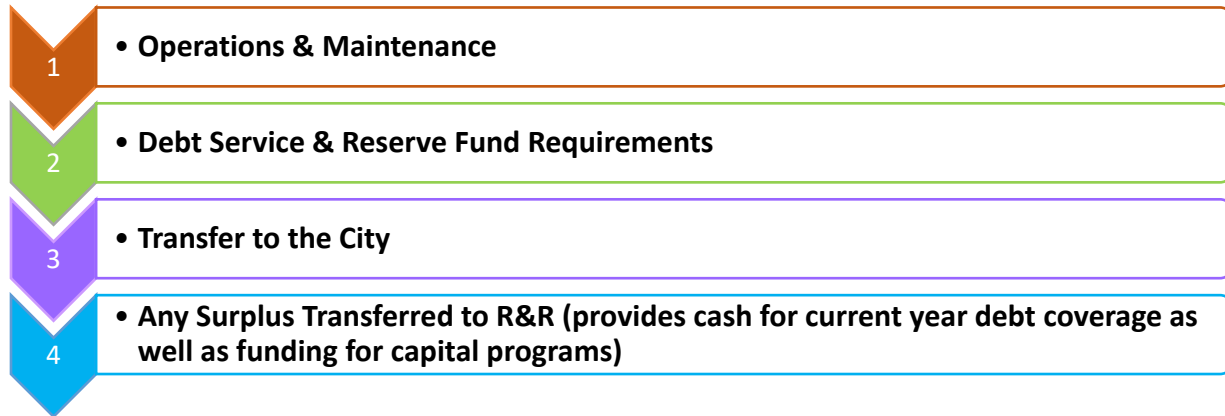 1
• Operations & Maintenance
2
• Debt Service & Reserve Fund Requirements
3
• Transfer to the City
4
• Any Surplus Transferred to R&R (provides cash for current year debt coverage as
well as funding for capital programs)